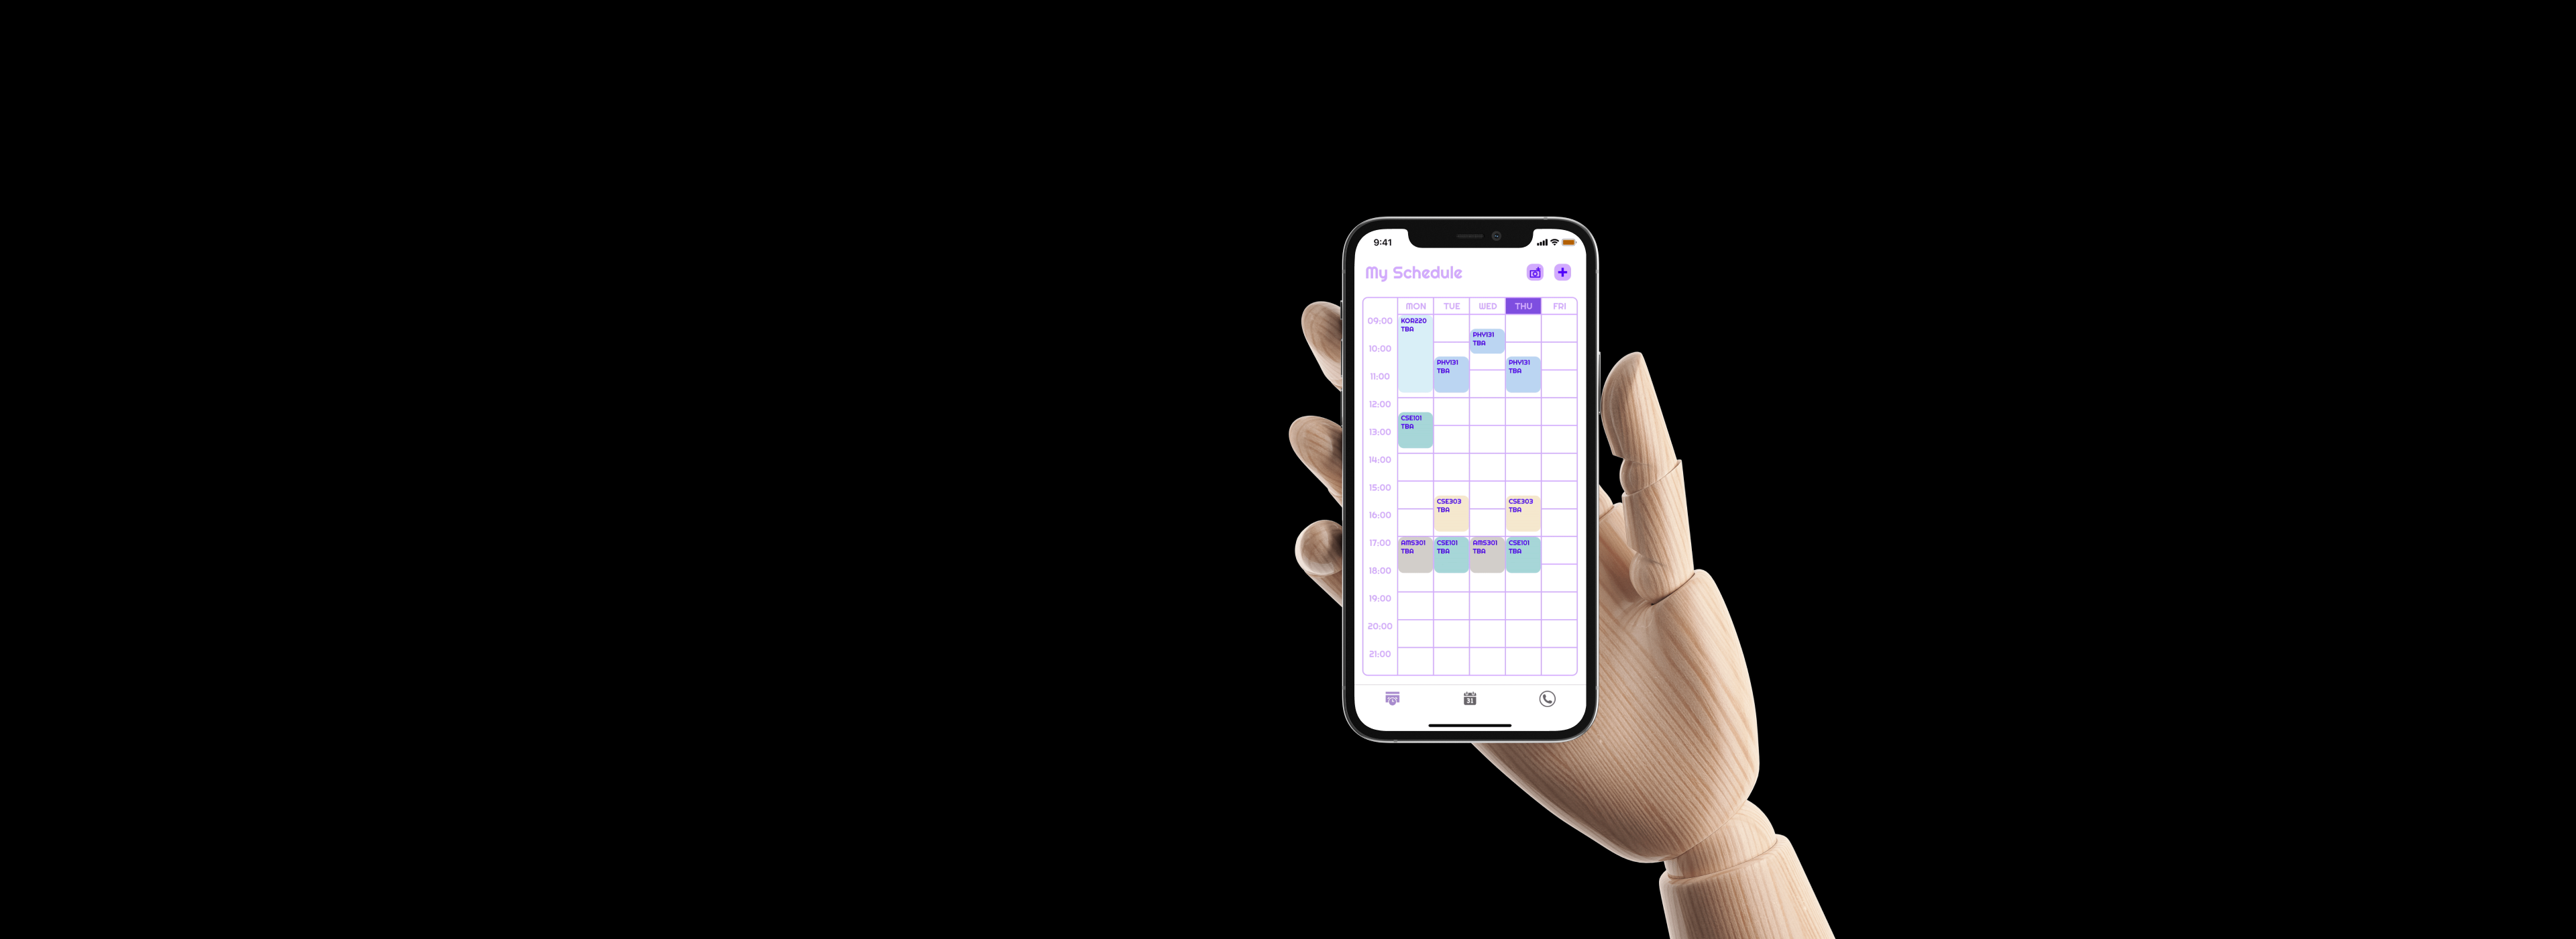 9:41
My Schedule
MON TUE WED THU FRI
09:00
10:00
11:00
12:00
13:00
14:00
15:00
16:00
17:00
18:00
19:00
20:00
21:00
KOR220
TBA
PHY131
TBA
PHY131
TBA
PHY131
TBA
CSE101
TBA
CSE303
TBA
CSE303
TBA
AMS301
TBA
CSE101
TBA
AMS301
TBA
CSE101
TBA
31